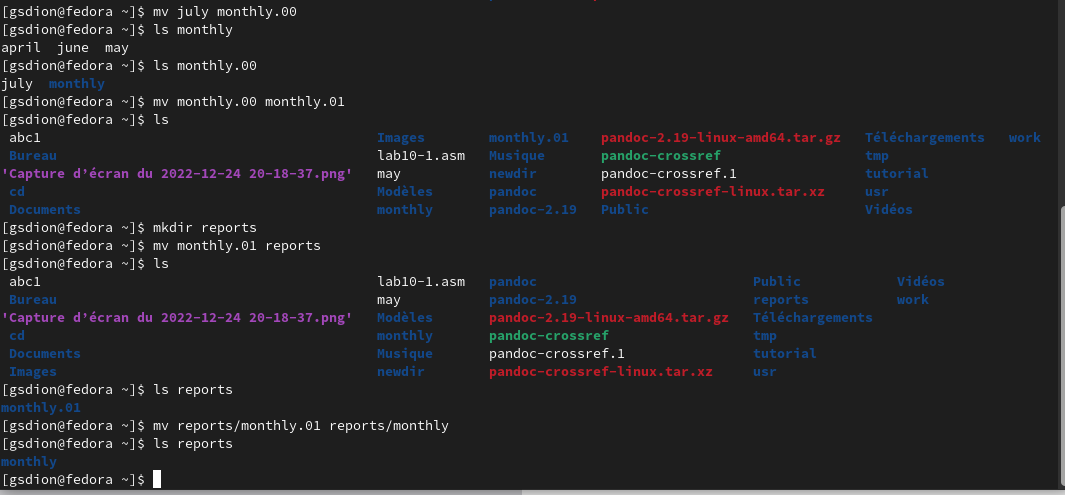 [gsdion@fedora ~]$ mv july monthly.00
[gsdion@fedora ~]$ ls monthly
april  june  may
[gsdion@fedora ~]$ ls monthly.00
july  monthly
[gsdion@fedora ~]$ mv monthly.00 monthly.01
[gsdion@fedora ~]$ ls
abc1  Images  monthly.01  pandoc-2.19-linux-amd64.tar.gz  Téléchargements  work
Bureau  lab10-1.asm  Musique  pandoc-crossref  tmp
'Capture d’écran du 2022-12-24 20-18-37.png'  may  newdir  pandoc-crossref.1  tutorial
cd  Modèles  pandoc  pandoc-crossref-linux.tar.xz  usr
Documents  monthly  pandoc-2.19  Public  Vidéos
[gsdion@fedora ~]$ mkdir reports
[gsdion@fedora ~]$ mv monthly.01 reports
[gsdion@fedora ~]$ ls
abc1  lab10-1.asm  pandoc  Public  Vidéos
Bureau  may  pandoc-2.19  reports  work
'Capture d’écran du 2022-12-24 20-18-37.png'  Modèles  pandoc-2.19-linux-amd64.tar.gz  Téléchargements
cd  monthly  pandoc-crossref  tmp
Documents  Musique  pandoc-crossref.1  tutorial
Images  newdir  pandoc-crossref-linux.tar.xz  usr
[gsdion@fedora ~]$ ls reports
monthly.01
[gsdion@fedora ~]$ mv reports/monthly.01 reports/monthly
[gsdion@fedora ~]$ ls reports
monthly
[gsdion@fedora ~]$